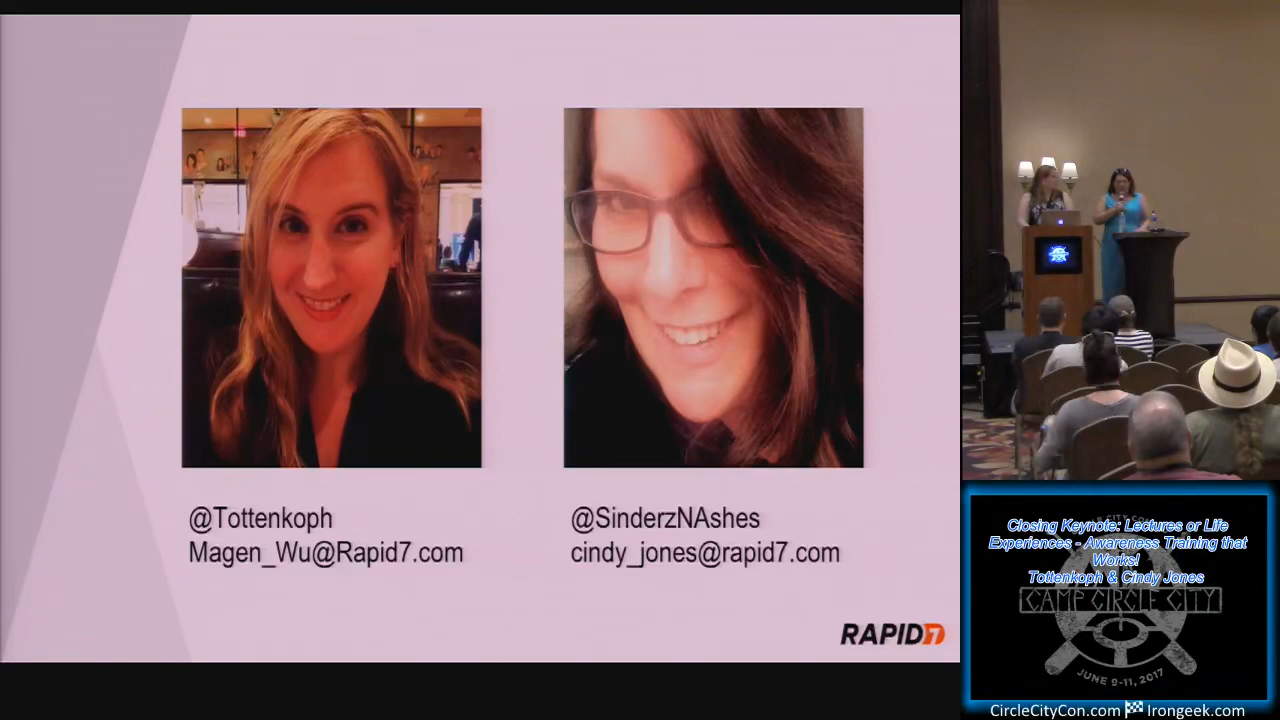 @Tottenkoph
Magen_Wu@Rapid7.com
@SinderzNAshes
cindy_jones@rapid7.com
RAPID7
Closing Keynote: Lectures or Life
Experiences - Awareness Training that
Works!
Tottenkoph & Cindy Jones
CAMP CIRCLE CITY
JUNE 9-11, 2017
CircleCityCon.com Irongeek.com